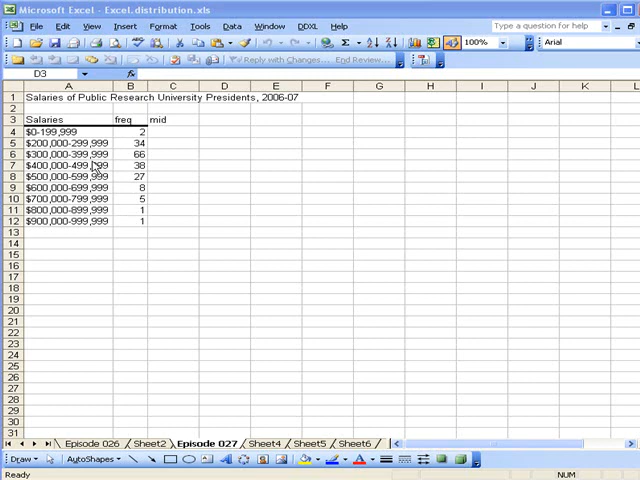 Microsoft Excel - Excel.distribution.xls
File Edit View Insert Format Tools Data Window DDXL Help Type a question for help
Σ 100% Arial
Reply with Changes... End Review...
D3 fx
A B C D E F G H I J K L
1 Salaries of Public Research University Presidents, 2006-07
2
3 Salaries freq mid
4 $0-199,999 2
5 $200,000-299,999 34
6 $300,000-399,999 66
7 $400,000-499,999 38
8 $500,000-599,999 27
9 $600,000-699,999 8
10 $700,000-799,999 5
11 $800,000-899,999 1
12 $900,000-999,999 1
13
14
15
16
17
18
19
20
21
22
23
24
25
26
27
28
29
30
31
Episode 026 Sheet2 Episode 027 Sheet4 Sheet5 Sheet6
Draw AutoShapes A
Ready NUM